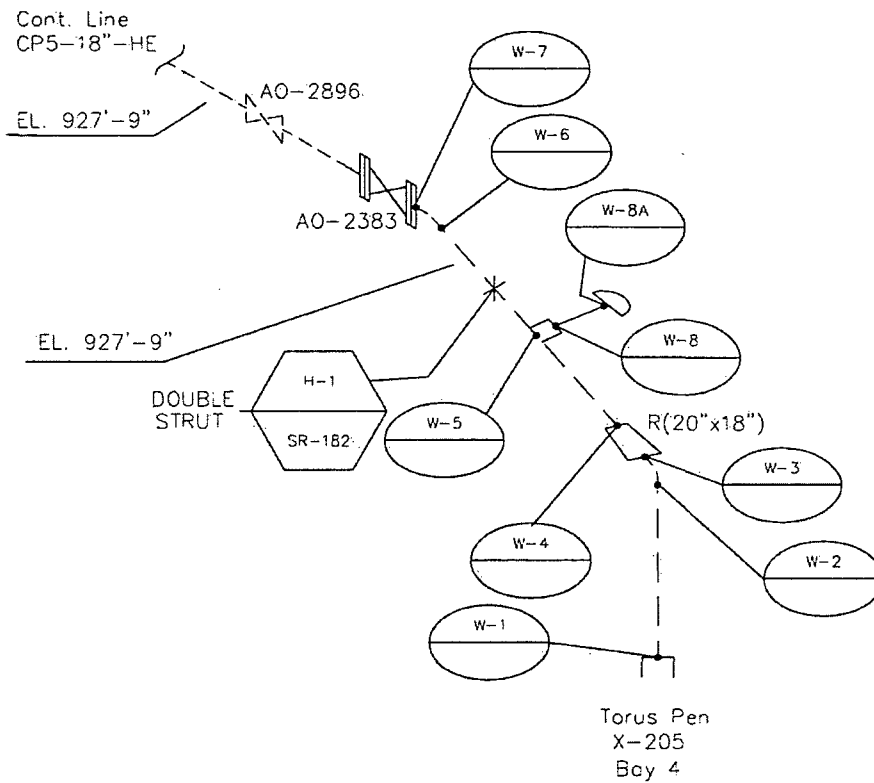 Cont. Line
CP5-18"-HE
W-7
AO-2896
EL. 927'-9"
W-6
AO-2383
W-8A
EL. 927'-9"
H-1
W-8
DOUBLE
STRUT
SR-182
W-5
R(20"x18")
W-3
W-4
W-2
W-1
Torus Pen
X-205
Bay 4